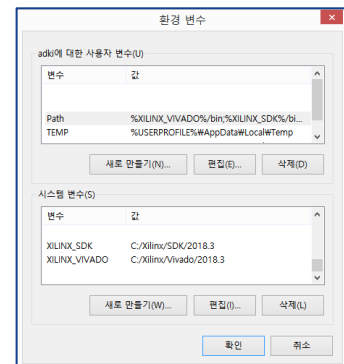 환경 변수
adki에 대한 사용자 변수(U)
변수 값
Path %XILINX_VIVADO%/bin;%XILINX_SDK%/bi...
TEMP %USERPROFILE%₩AppData₩Local₩Temp
새로 만들기(N)... 편집(E)... 삭제(D)
시스템 변수(S)
변수 값
XILINX_SDK C:/Xilinx/SDK/2018.3
XILINX_VIVADO C:/Xilinx/Vivado/2018.3
새로 만들기(W)... 편집(I)... 삭제(L)
확인 취소